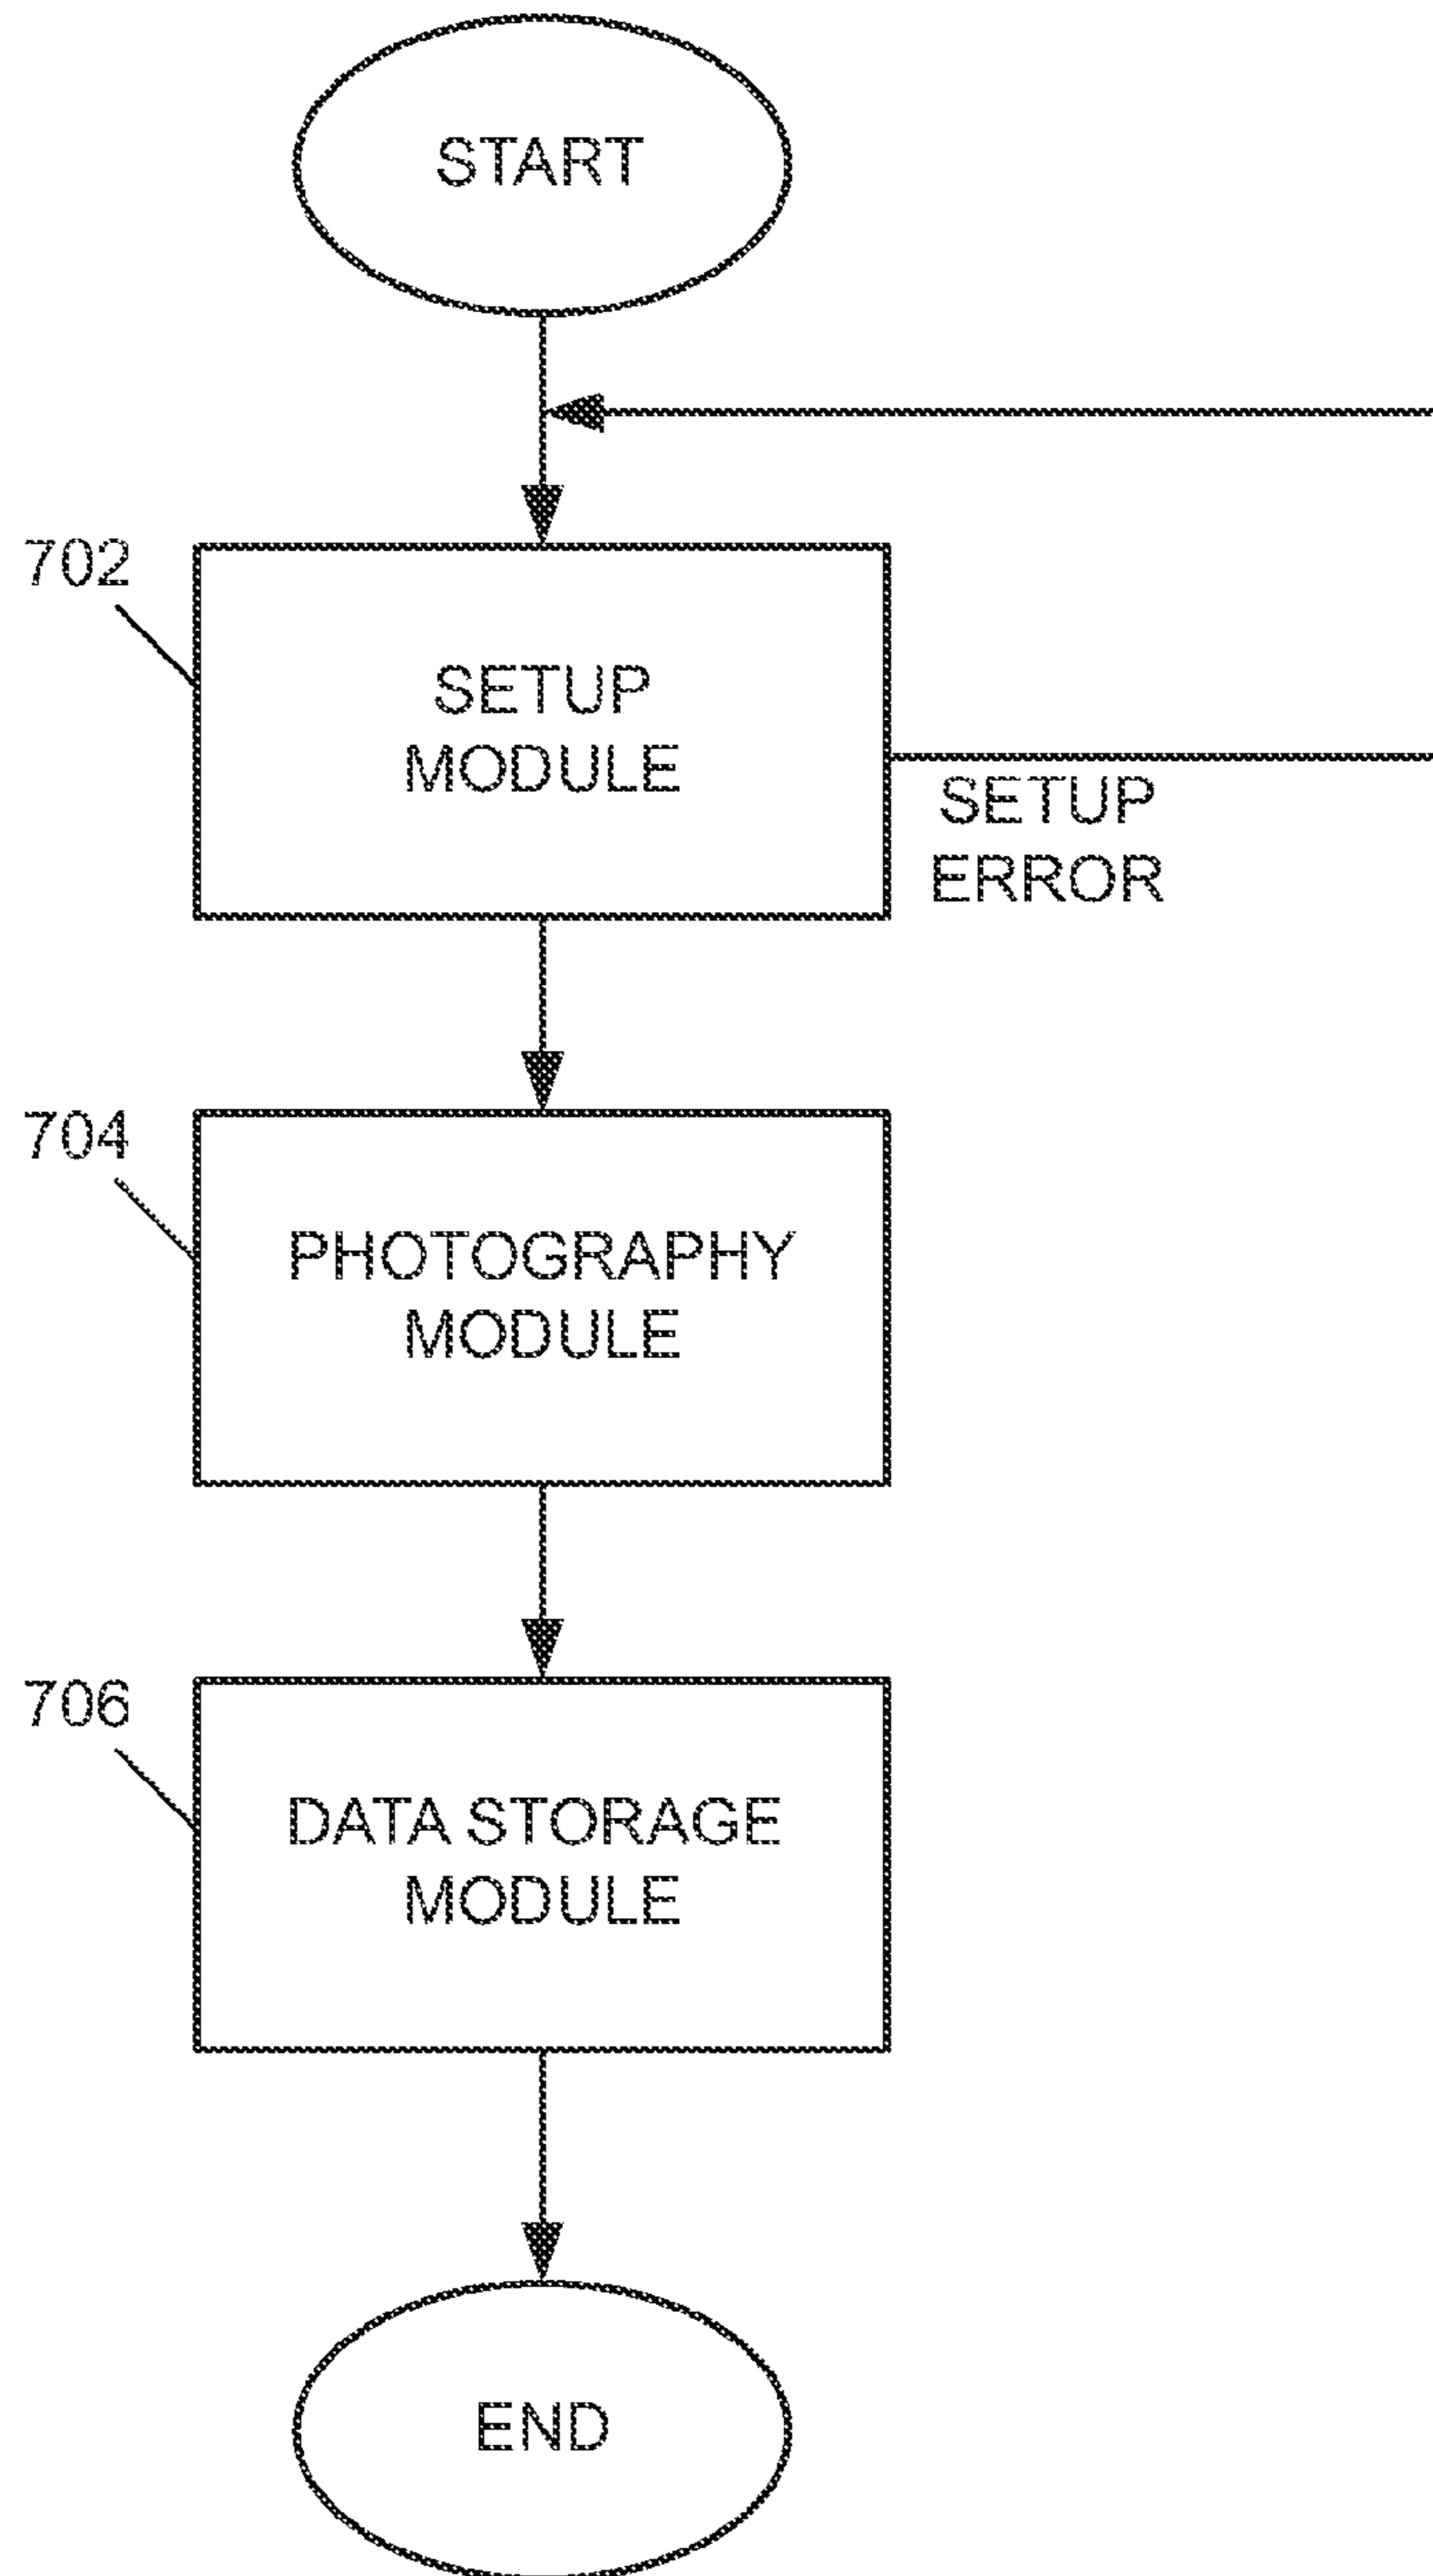 START
702
SETUP
MODULE
SETUP
ERROR
704
PHOTOGRAPHY
MODULE
706
DATA STORAGE
MODULE
END